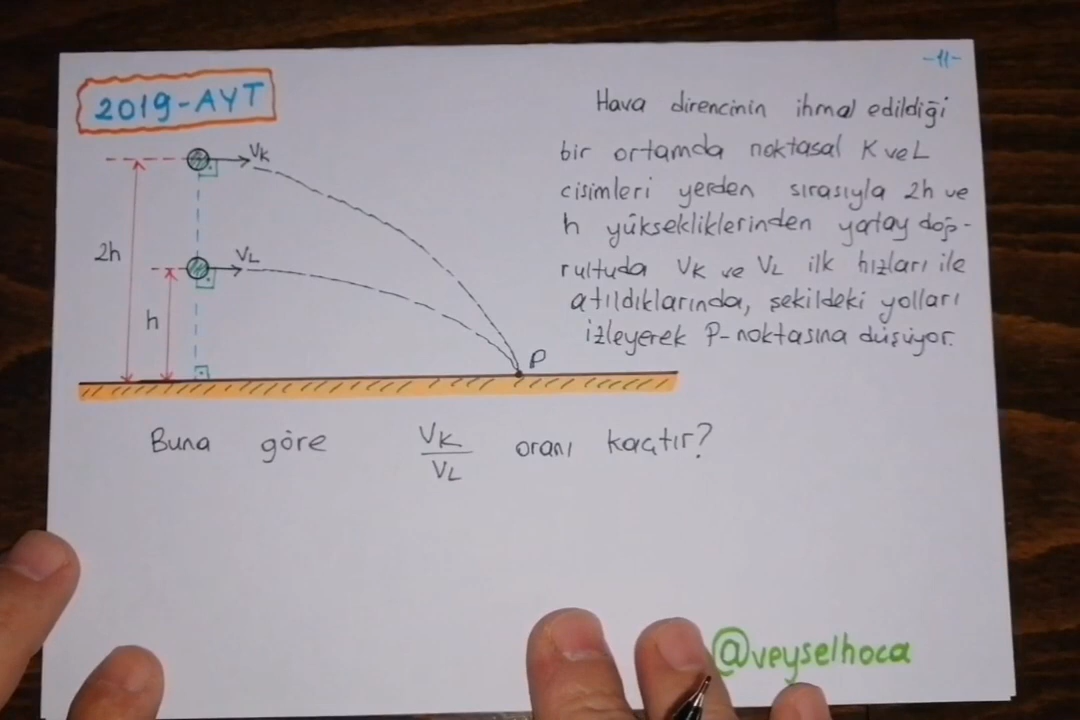 -11-
2019-AYT
Hava direncinin ihmal edildiği
bir ortamda noktasal K ve L
cisimleri yerden sırasıyla 2h ve
h yüksekliklerinden yatay doğ-
rultuda VK ve VL ilk hızları ile
atıldıklarında, şekildeki yolları
izleyerek P-noktasına düşüyor.
VK
2h
VL
h
P
Buna göre VK/VL oranı kaçtır?
@veyselhoca